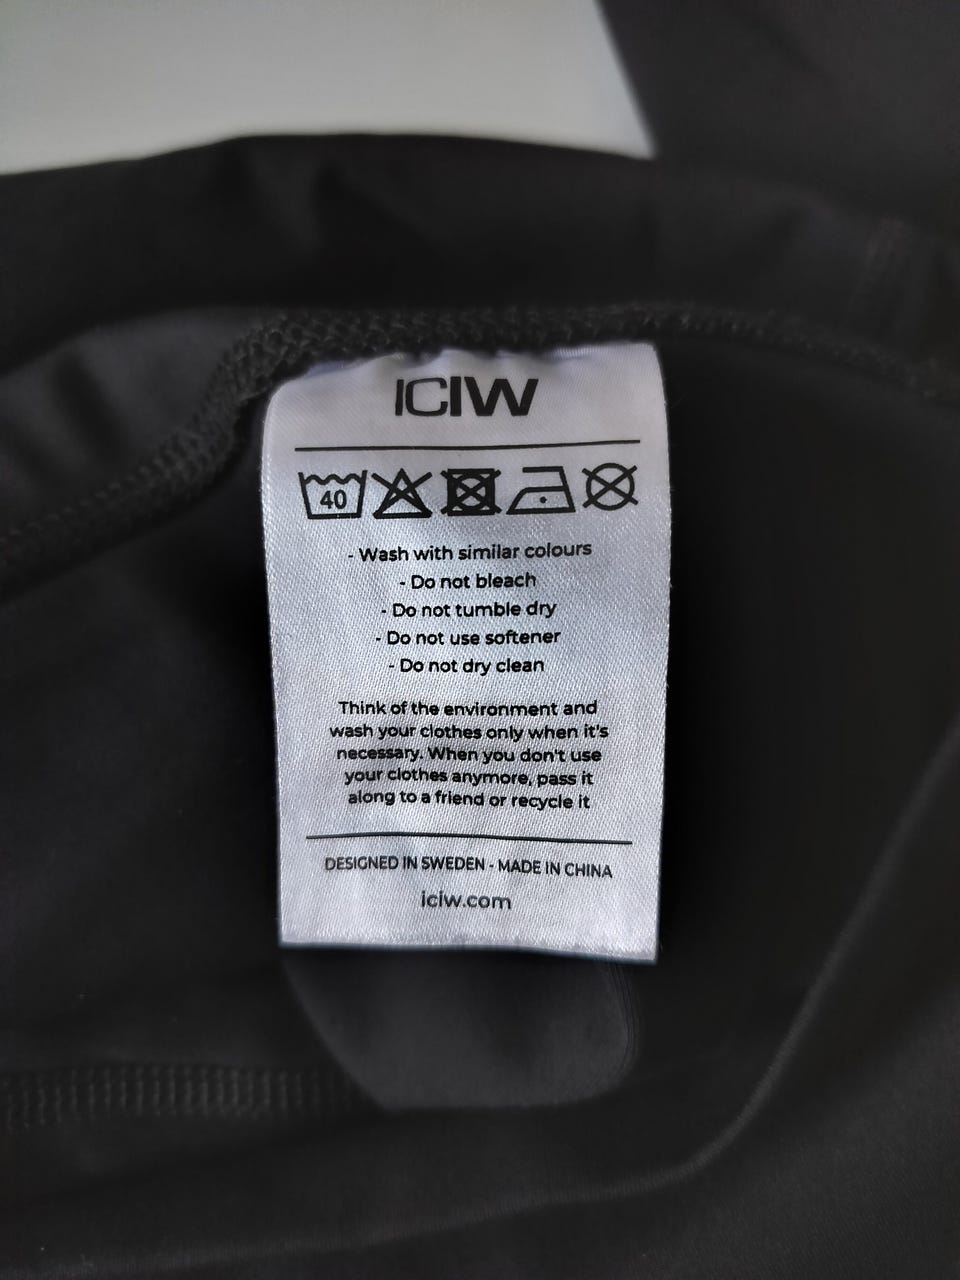 ICIW
40
- Wash with similar colours
- Do not bleach
- Do not tumble dry
- Do not use softener
- Do not dry clean
Think of the environment and
wash your clothes only when it's
necessary. When you don't use
your clothes anymore, pass it
along to a friend or recycle it
DESIGNED IN SWEDEN - MADE IN CHINA
iciw.com